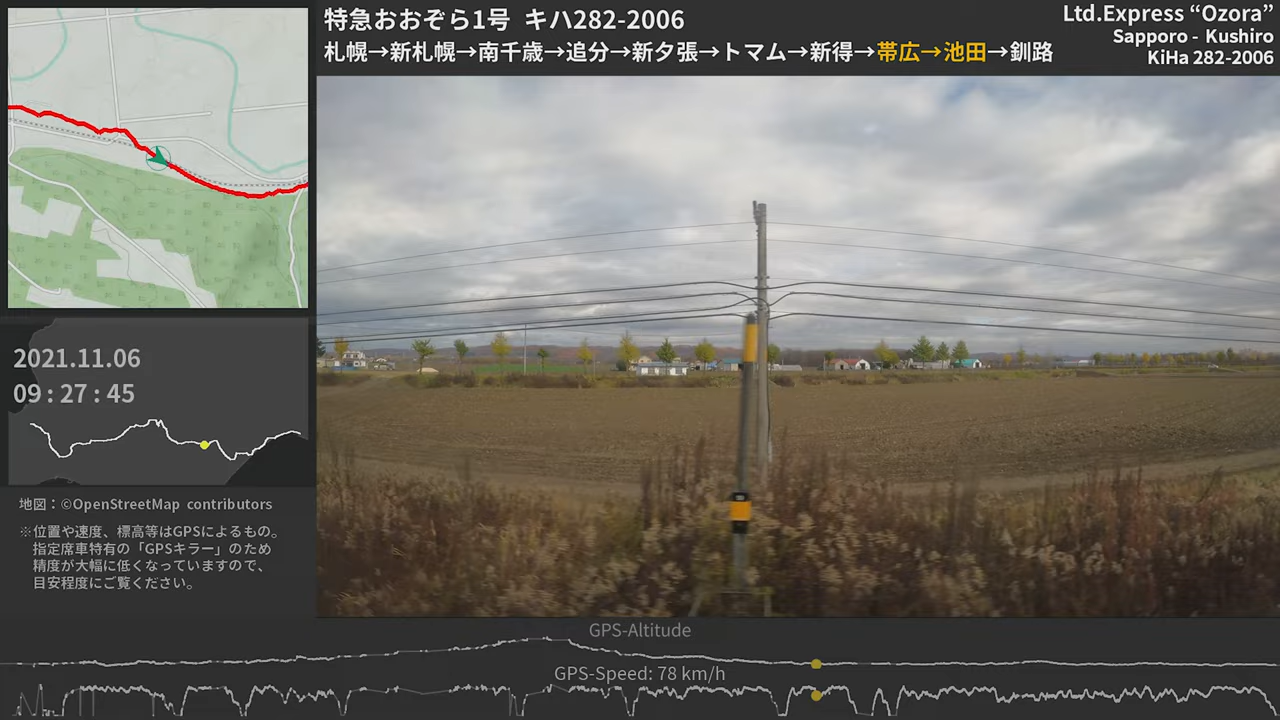 特急おおぞら1号 キハ282-2006
札幌→新札幌→南千歳→追分→新夕張→トマム→新得→帯広→池田→釧路
Ltd.Express “Ozora”
Sapporo - Kushiro
KiHa 282-2006
2021.11.06
09:27:45
地図：©OpenStreetMap contributors
※位置や速度、標高等はGPSによるもの。
指定席車特有の「GPSキラー」のため
精度が大幅に低くなっていますので、
目安程度にご覧ください。
GPS-Altitude
GPS-Speed: 78 km/h